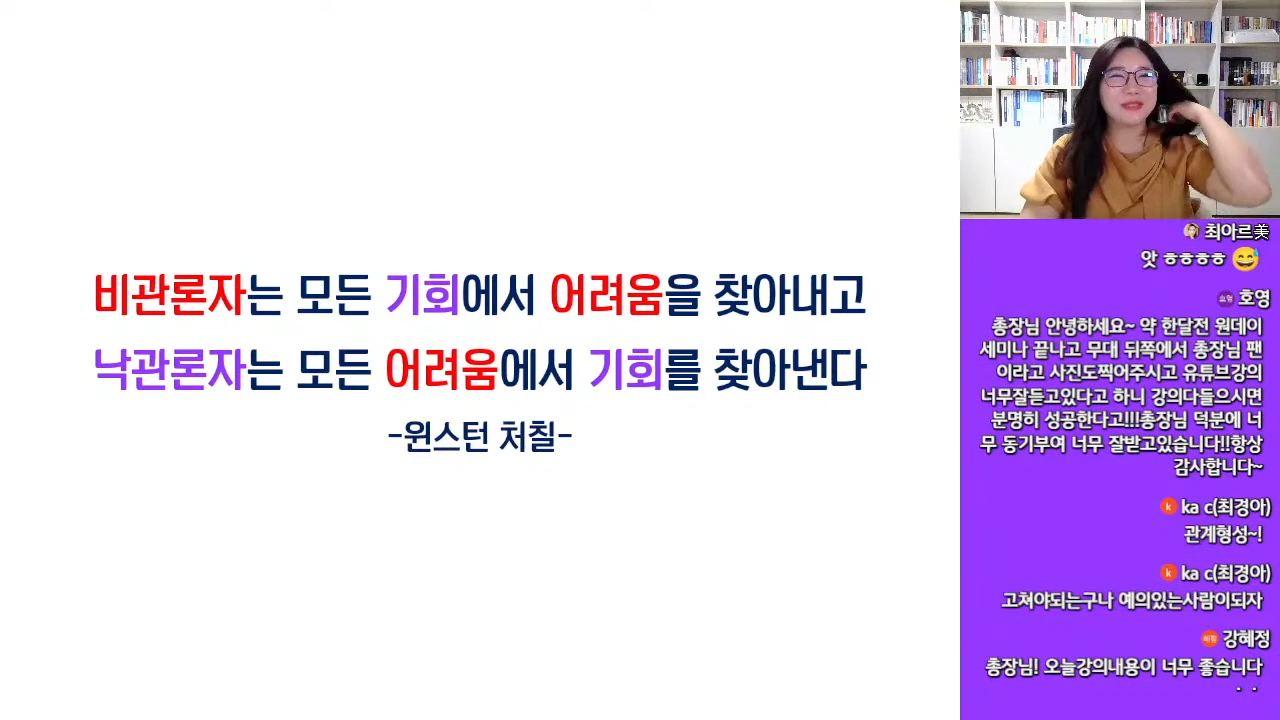 비관론자는 모든 기회에서 어려움을 찾아내고
낙관론자는 모든 어려움에서 기회를 찾아낸다
-윈스턴 처칠-
최아르美
앗 ㅎㅎㅎㅎ 😅
호영
총장님 안녕하세요~ 약 한달전 원데이
세미나 끝나고 무대 뒤쪽에서 총장님 팬
이라고 사진도찍어주시고 유튜브강의
너무잘듣고있다고 하니 강의다들으시면
분명히 성공한다고!!!총장님 덕분에 너
무 동기부여 너무 잘받고있습니다!!항상
감사합니다~
k ka c(최경아)
관계형성~!
k ka c(최경아)
고쳐야되는구나 예의있는사람이되자
혜정 강혜정
총장님! 오늘강의내용이 너무 좋습니다